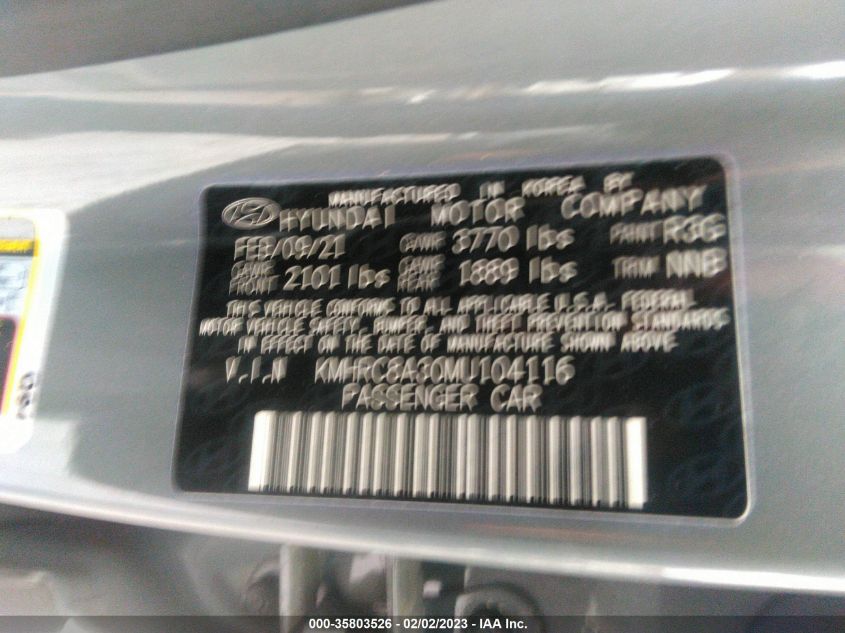 MANUFACTURED IN KOREA BY
HYUNDAI MOTOR COMPANY
FEB/09/21 GVWR 3770 lbs PAINT R3G
GAWR FRONT 2101 lbs GAWR REAR 1889 lbs TRIM NNB
THIS VEHICLE CONFORMS TO ALL APPLICABLE U.S.A. FEDERAL
MOTOR VEHICLE SAFETY, BUMPER, AND THEFT PREVENTION STANDARDS
IN EFFECT ON THE DATE OF MANUFACTURE SHOWN ABOVE.
V.I.N KMHRC8A30MU104116
PASSENGER CAR
000-35803526 - 02/02/2023 - IAA Inc.